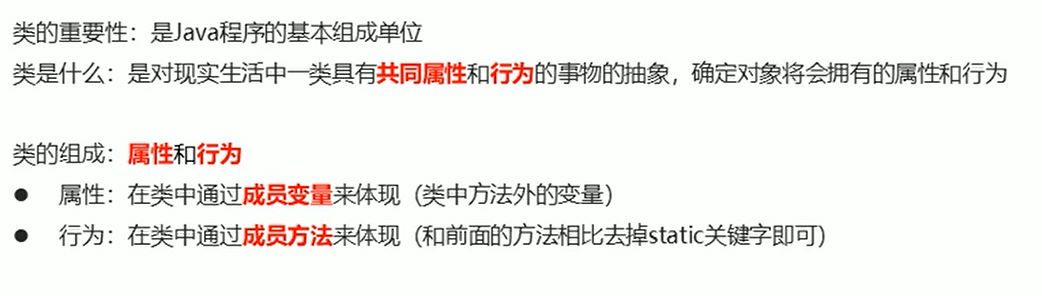 类的重要性：是Java程序的基本组成单位
类是什么：是对现实生活中一类具有共同属性和行为的事物的抽象，确定对象将会拥有的属性和行为
类的组成：属性和行为
● 属性：在类中通过成员变量来体现（类中方法外的变量）
● 行为：在类中通过成员方法来体现（和前面的方法相比去掉static关键字即可）